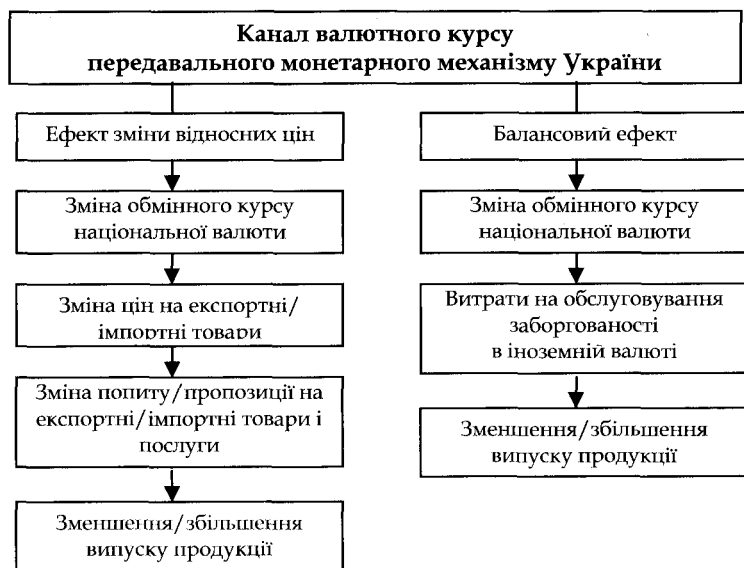 Канал валютного курсу
передавального монетарного механізму України
Ефект зміни відносних цін
Зміна обмінного курсу
національної валюти
Зміна цін на експортні/
імпортні товари
Зміна попиту/пропозиції на
експортні/імпортні товари і
послуги
Зменшення/збільшення
випуску продукції
Балансовий ефект
Зміна обмінного курсу
національної валюти
Витрати на обслуговування
заборгованості
в іноземній валюті
Зменшення/збільшення
випуску продукції